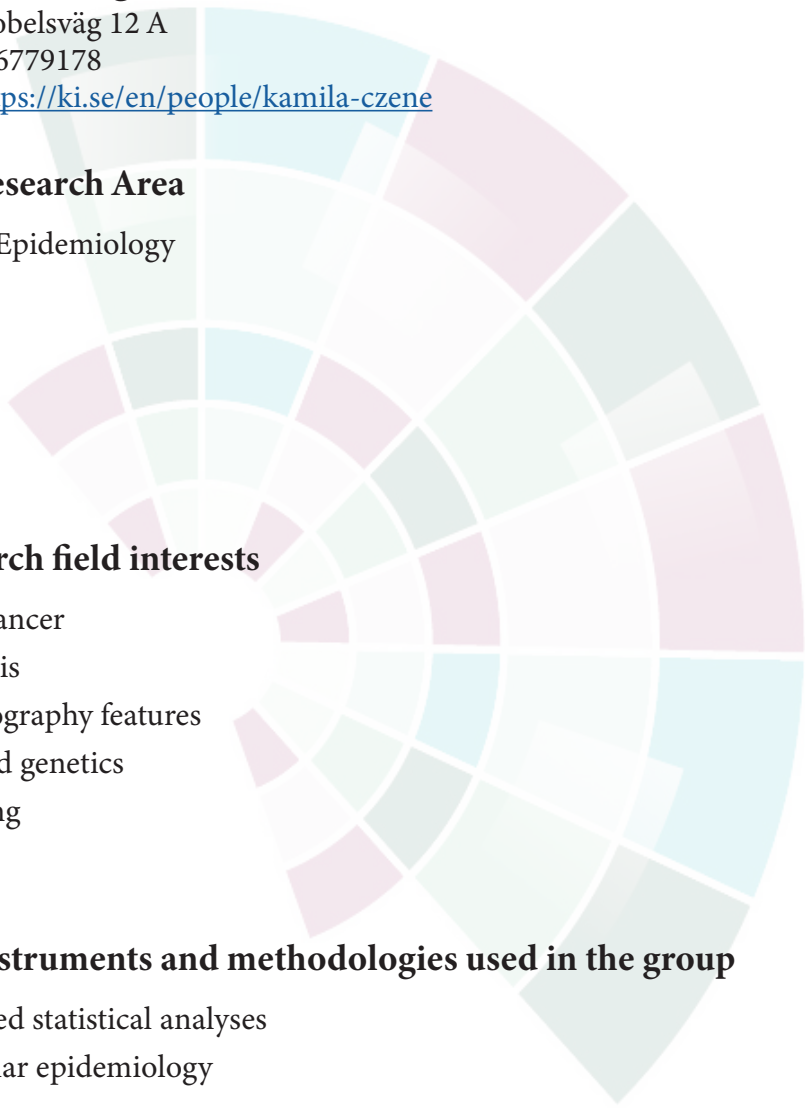 obelsväg 12 A
6779178
ps://ki.se/en/people/kamila-czene
esearch Area
Epidemiology
rch field interests
ancer
is
ography features
d genetics
ng
struments and methodologies used in the group
ed statistical analyses
lar epidemiology